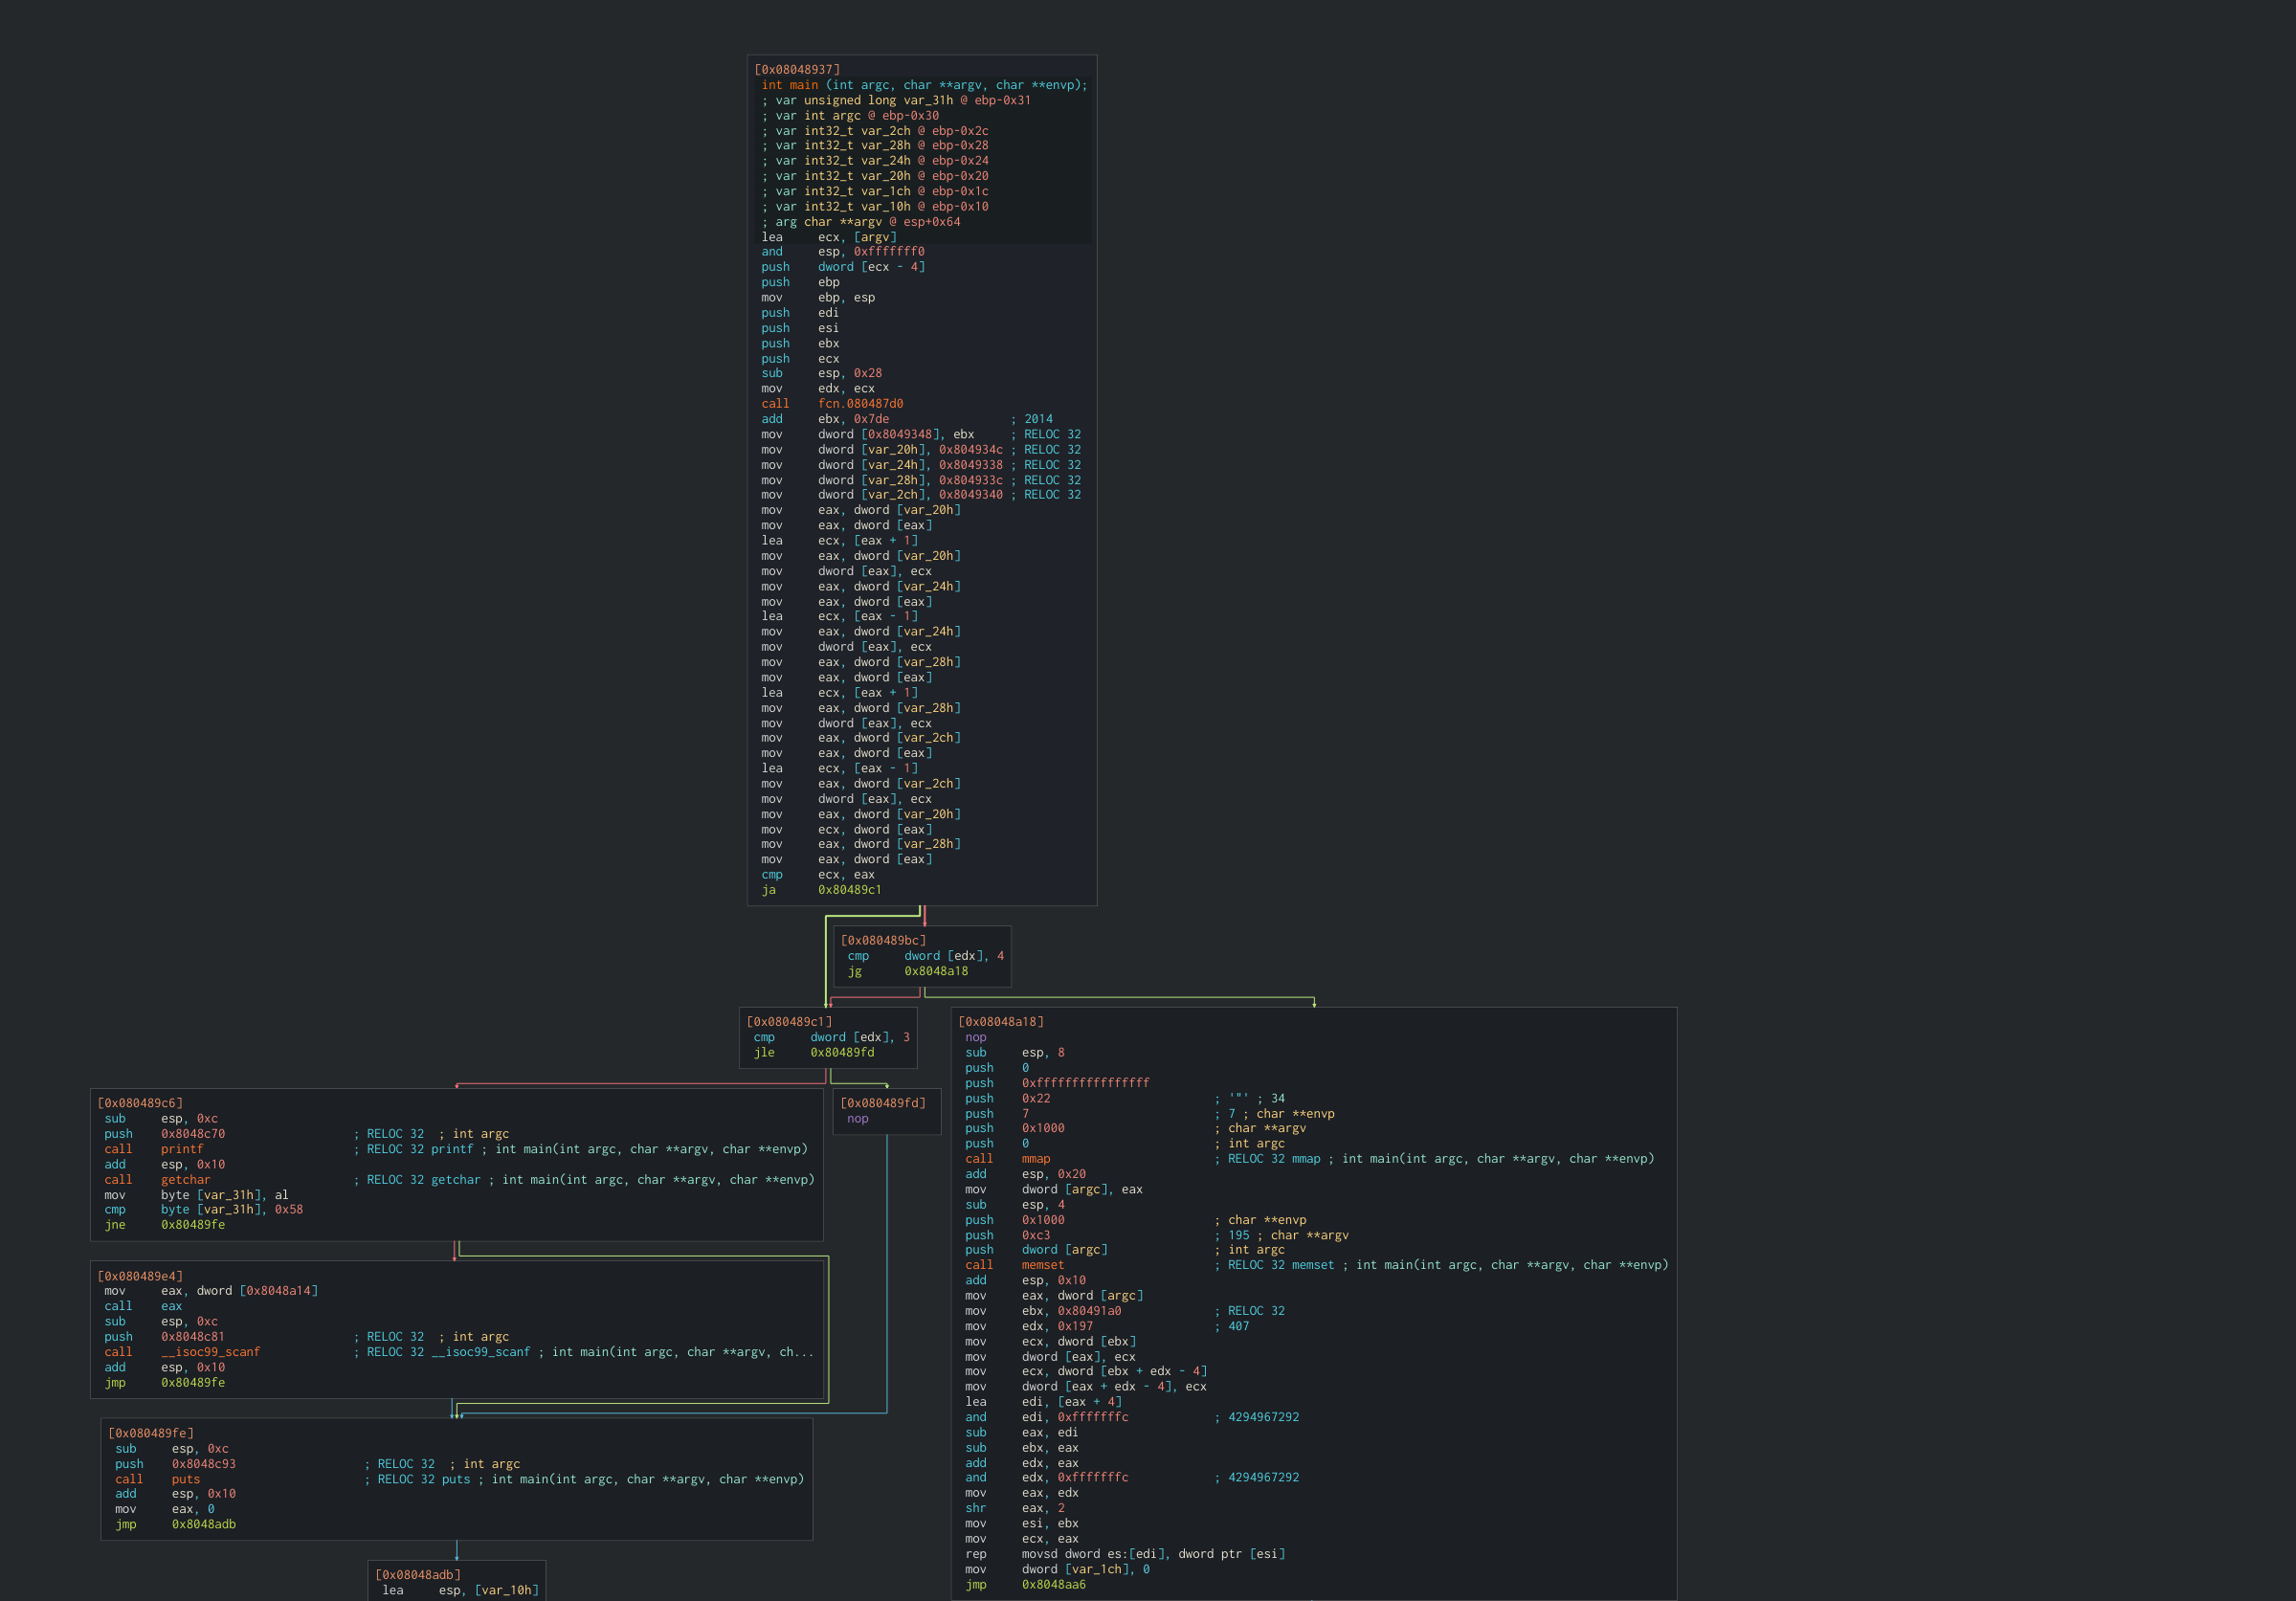 [0x08048937]
int main (int argc, char **argv, char **envp);
; var unsigned long var_31h @ ebp-0x31
; var int argc @ ebp-0x30
; var int32_t var_2ch @ ebp-0x2c
; var int32_t var_28h @ ebp-0x28
; var int32_t var_24h @ ebp-0x24
; var int32_t var_20h @ ebp-0x20
; var int32_t var_1ch @ ebp-0x1c
; var int32_t var_10h @ ebp-0x10
; arg char **argv @ esp+0x64
lea ecx, [argv]
and esp, 0xfffffff0
push dword [ecx - 4]
push ebp
mov ebp, esp
push edi
push esi
push ebx
push ecx
sub esp, 0x28
mov edx, ecx
call fcn.080487d0
add ebx, 0x7de ; 2014
mov dword [0x8049348], ebx ; RELOC 32
mov dword [var_20h], 0x804934c ; RELOC 32
mov dword [var_24h], 0x8049338 ; RELOC 32
mov dword [var_28h], 0x804933c ; RELOC 32
mov dword [var_2ch], 0x8049340 ; RELOC 32
mov eax, dword [var_20h]
mov eax, dword [eax]
lea ecx, [eax + 1]
mov eax, dword [var_20h]
mov dword [eax], ecx
mov eax, dword [var_24h]
mov eax, dword [eax]
lea ecx, [eax - 1]
mov eax, dword [var_24h]
mov dword [eax], ecx
mov eax, dword [var_28h]
mov eax, dword [eax]
lea ecx, [eax + 1]
mov eax, dword [var_28h]
mov dword [eax], ecx
mov eax, dword [var_2ch]
mov eax, dword [eax]
lea ecx, [eax - 1]
mov eax, dword [var_2ch]
mov dword [eax], ecx
mov eax, dword [var_20h]
mov ecx, dword [eax]
mov eax, dword [var_28h]
mov eax, dword [eax]
cmp ecx, eax
ja 0x80489c1
[0x080489bc]
cmp dword [edx], 4
jg 0x8048a18
[0x080489c1]
cmp dword [edx], 3
jle 0x80489fd
[0x080489c6]
sub esp, 0xc
push 0x8048c70 ; RELOC 32 ; int argc
call printf ; RELOC 32 printf ; int main(int argc, char **argv, char **envp)
add esp, 0x10
call getchar ; RELOC 32 getchar ; int main(int argc, char **argv, char **envp)
mov byte [var_31h], al
cmp byte [var_31h], 0x58
jne 0x80489fe
[0x080489fd]
nop
[0x080489e4]
mov eax, dword [0x8048a14]
call eax
sub esp, 0xc
push 0x8048c81 ; RELOC 32 ; int argc
call __isoc99_scanf ; RELOC 32 __isoc99_scanf ; int main(int argc, char **argv, ch...
add esp, 0x10
jmp 0x80489fe
[0x080489fe]
sub esp, 0xc
push 0x8048c93 ; RELOC 32 ; int argc
call puts ; RELOC 32 puts ; int main(int argc, char **argv, char **envp)
add esp, 0x10
mov eax, 0
jmp 0x8048adb
[0x08048adb]
lea esp, [var_10h]
[0x08048a18]
nop
sub esp, 8
push 0
push 0xffffffffffffffff
push 0x22 ; '"' ; 34
push 7 ; 7 ; char **envp
push 0x1000 ; char **argv
push 0 ; int argc
call mmap ; RELOC 32 mmap ; int main(int argc, char **argv, char **envp)
add esp, 0x20
mov dword [argc], eax
sub esp, 4
push 0x1000 ; char **envp
push 0xc3 ; 195 ; char **argv
push dword [argc] ; int argc
call memset ; RELOC 32 memset ; int main(int argc, char **argv, char **envp)
add esp, 0x10
mov eax, dword [argc]
mov ebx, 0x80491a0 ; RELOC 32
mov edx, 0x197 ; 407
mov ecx, dword [ebx]
mov dword [eax], ecx
mov ecx, dword [ebx + edx - 4]
mov dword [eax + edx - 4], ecx
lea edi, [eax + 4]
and edi, 0xfffffffc ; 4294967292
sub eax, edi
sub ebx, eax
add edx, eax
and edx, 0xfffffffc ; 4294967292
mov eax, edx
shr eax, 2
mov esi, ebx
mov ecx, eax
rep movsd dword es:[edi], dword ptr [esi]
mov dword [var_1ch], 0
jmp 0x8048aa6